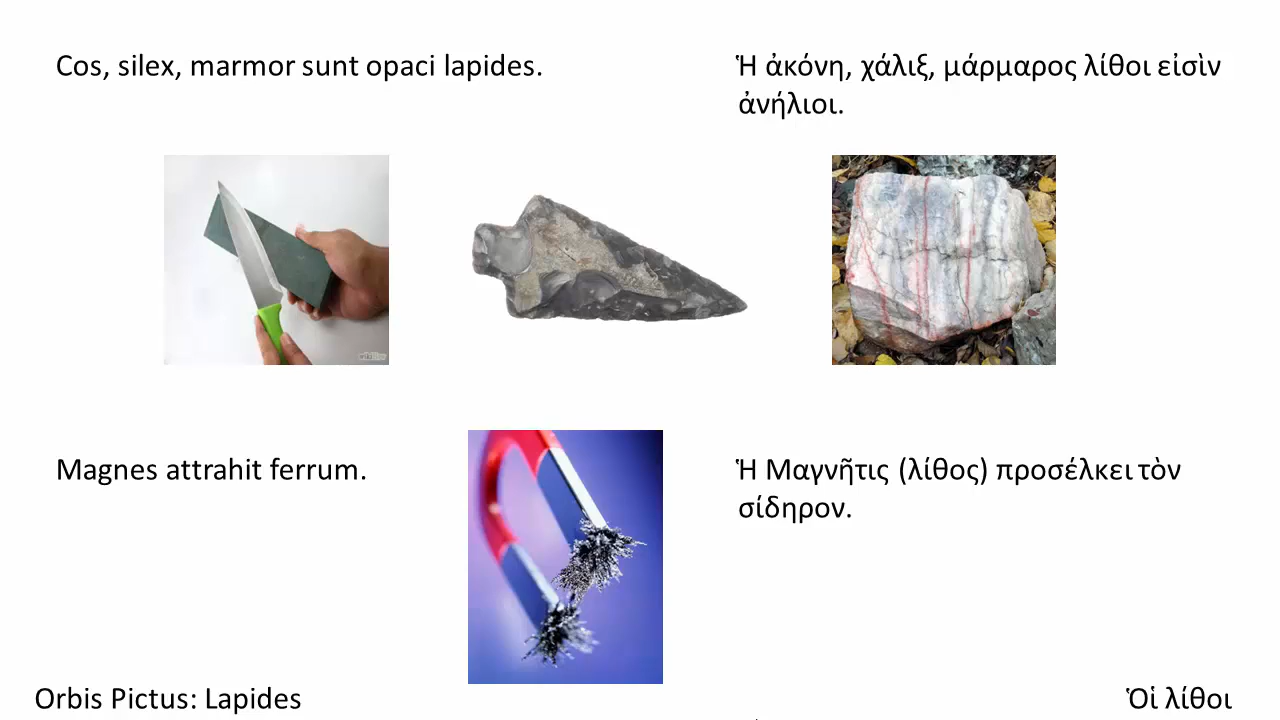 Cos, silex, marmor sunt opaci lapides.
Ἡ ἀκόνη, χάλιξ, μάρμαρος λίθοι εἰσὶν
ἀνήλιοι.
Magnes attrahit ferrum.
Ἡ Μαγνῆτις (λίθος) προσέλκει τὸν
σίδηρον.
Orbis Pictus: Lapides
Ὁἱ λίθοι